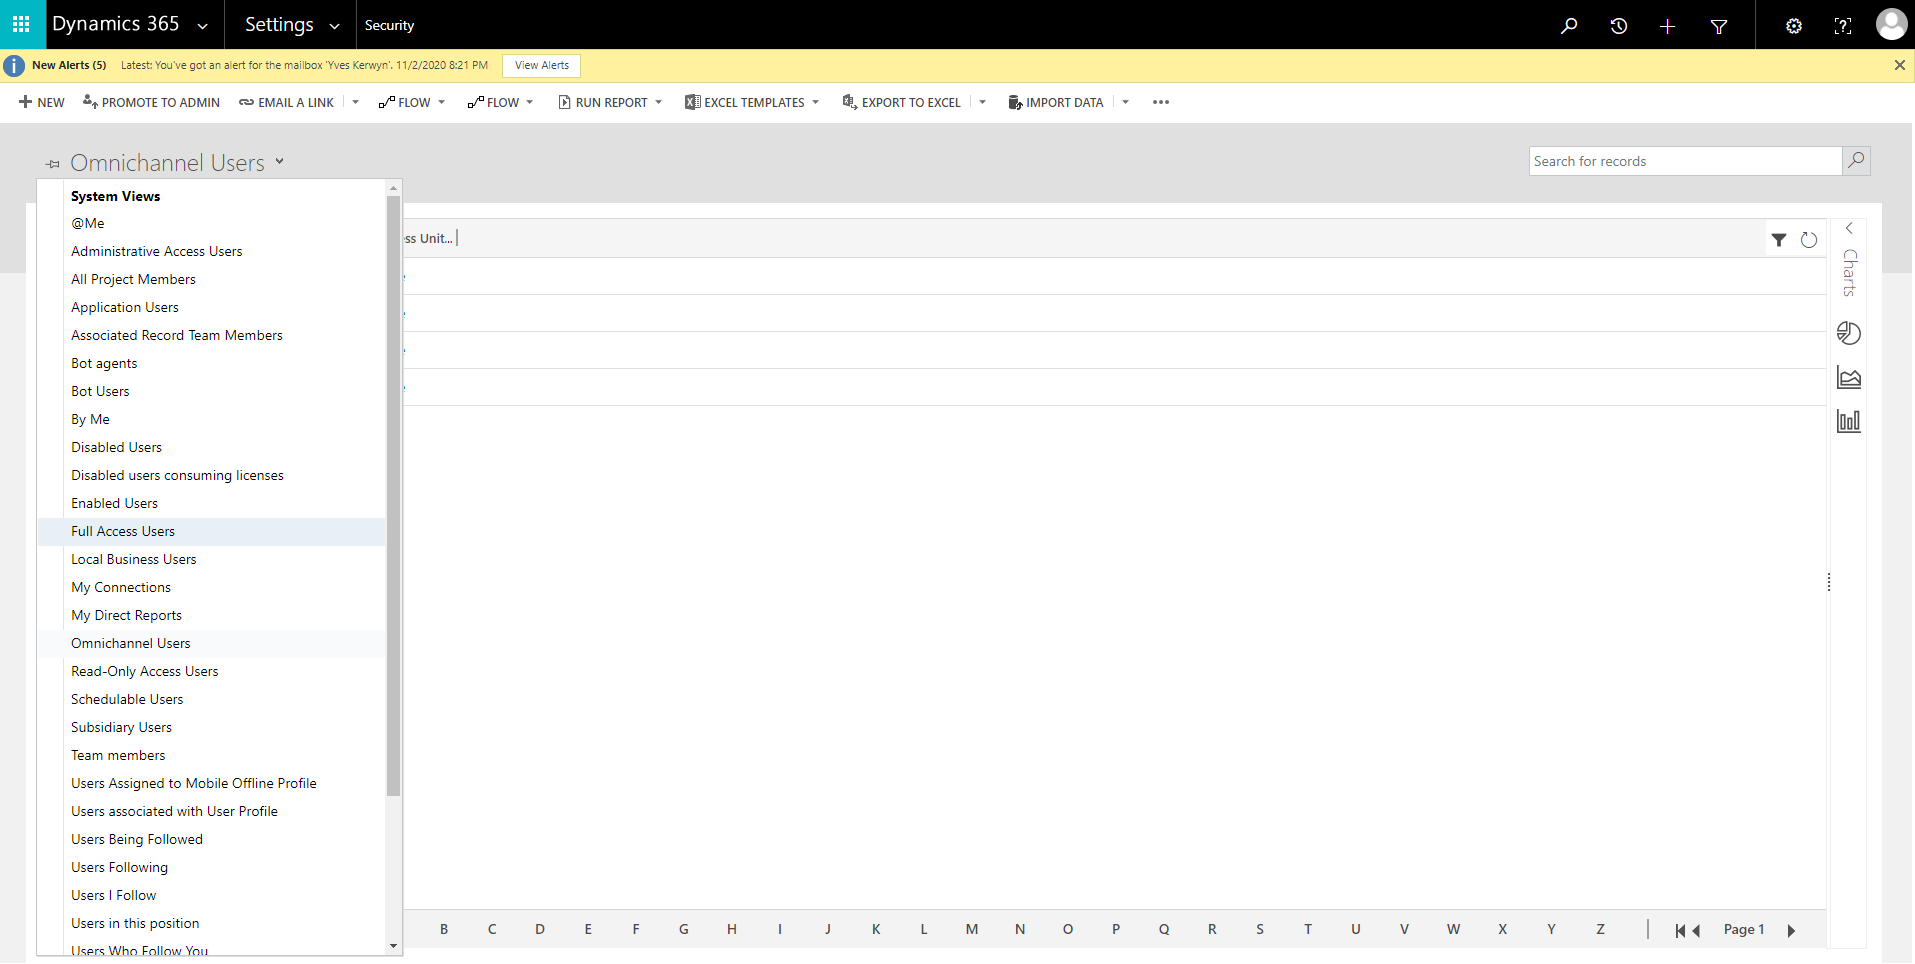 Dynamics 365 Settings Security
New Alerts (5) Latest: You've got an alert for the mailbox 'Yves Kerwyn'. 11/2/2020 8:21 PM View Alerts
NEW PROMOTE TO ADMIN EMAIL A LINK FLOW FLOW RUN REPORT EXCEL TEMPLATES EXPORT TO EXCEL IMPORT DATA
Omnichannel Users
Search for records
System Views
@Me
Administrative Access Users
All Project Members
Application Users
Associated Record Team Members
Bot agents
Bot Users
By Me
Disabled Users
Disabled users consuming licenses
Enabled Users
Full Access Users
Local Business Users
My Connections
My Direct Reports
Omnichannel Users
Read-Only Access Users
Schedulable Users
Subsidiary Users
Team members
Users Assigned to Mobile Offline Profile
Users associated with User Profile
Users Being Followed
Users Following
Users I Follow
Users in this position
Users Who Follow You
ss Unit...
Charts
B C D E F G H I J K L M N O P Q R S T U V W X Y Z Page 1